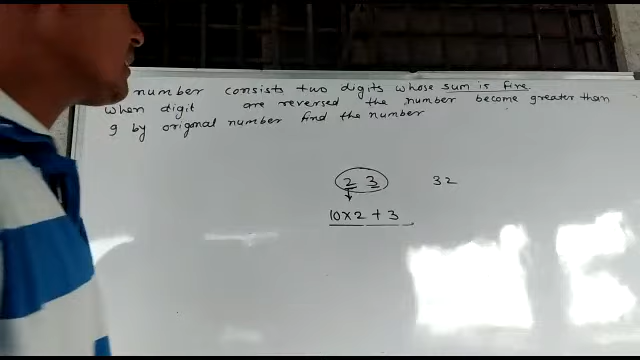 number consists two digits whose sum is five
when digit are reversed the number become greater than
9 by original number find the number
2 3 32
10 × 2 + 3